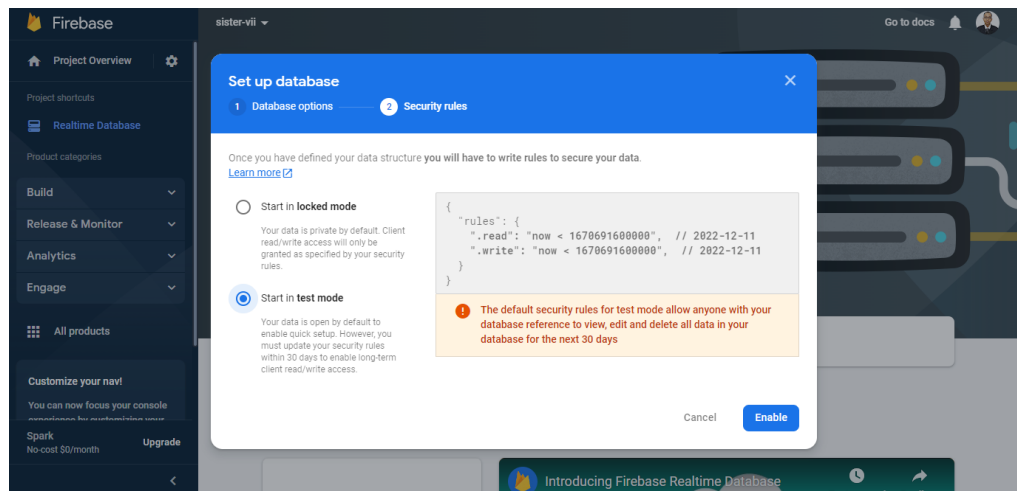 Firebase
sister-vii
Go to docs
Project Overview
Project shortcuts
Realtime Database
Product categories
Build
Release & Monitor
Analytics
Engage
All products
Customize your nav!
You can now focus your console
Spark
No-cost $0/month
Upgrade
Set up database
1 Database options
2 Security rules
Once you have defined your data structure you will have to write rules to secure your data.
Learn more
Start in locked mode
Your data is private by default. Client
read/write access will only be
granted as specified by your security
rules.
Start in test mode
Your data is open by default to
enable quick setup. However, you
must update your security rules
within 30 days to enable long-term
client read/write access.
{
"rules": {
".read": "now < 1670691600000", // 2022-12-11
".write": "now < 1670691600000", // 2022-12-11
}
}
The default security rules for test mode allow anyone with your
database reference to view, edit and delete all data in your
database for the next 30 days
Cancel
Enable
Introducing Firebase Realtime Database